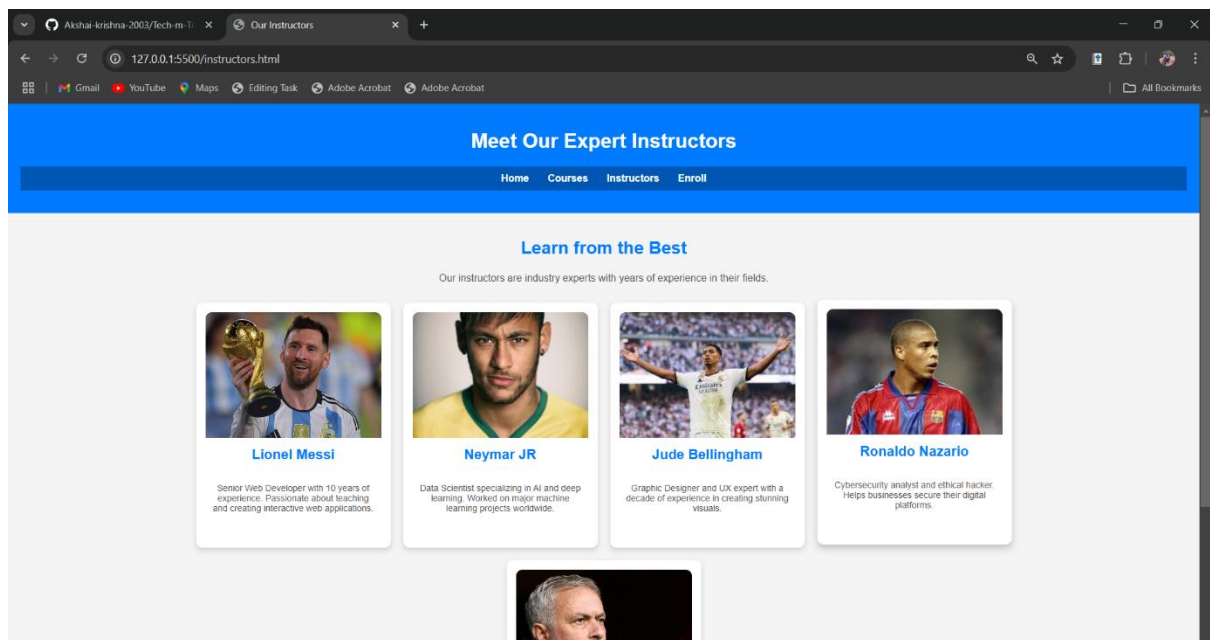 Akshai-krishna-2003/Tech-m-Tr
Our Instructors
127.0.0.1:5500/instructors.html
Gmail
YouTube
Maps
Editing Task
Adobe Acrobat
Adobe Acrobat
All Bookmarks
Meet Our Expert Instructors
Home Courses Instructors Enroll
Learn from the Best
Our instructors are industry experts with years of experience in their fields.
Lionel Messi
Senior Web Developer with 10 years of
experience. Passionate about teaching
and creating interactive web applications.
Neymar JR
Data Scientist specializing in AI and deep
learning. Worked on major machine
learning projects worldwide.
Jude Bellingham
Graphic Designer and UX expert with a
decade of experience in creating stunning
visuals.
Ronaldo Nazario
Cybersecurity analyst and ethical hacker.
Helps businesses secure their digital
platforms.